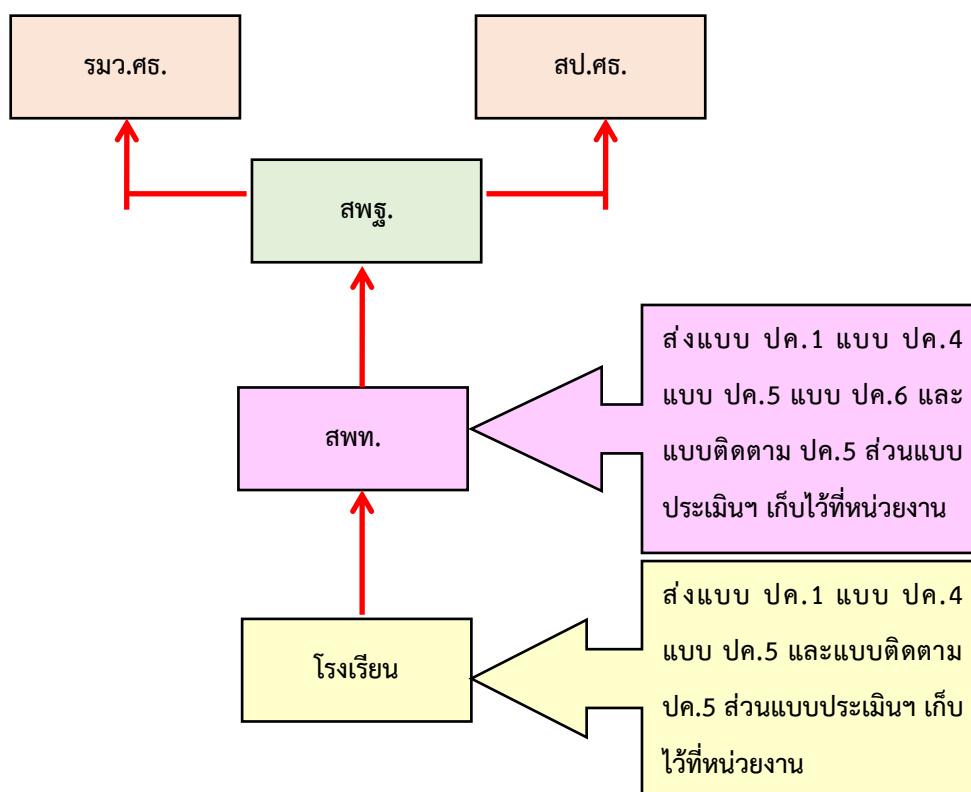 รมว.ศธ.
สป.ศธ.
สพฐ.
สพท.
ส่งแบบ ปค.1 แบบ ปค.4
แบบ ปค.5 แบบ ปค.6 และ
แบบติดตาม ปค.5 ส่วนแบบ
ประเมินฯ เก็บไว้ที่หน่วยงาน
โรงเรียน
ส่งแบบ ปค.1 แบบ ปค.4
แบบ ปค.5 และแบบติดตาม
ปค.5 ส่วนแบบประเมินฯ เก็บ
ไว้ที่หน่วยงาน